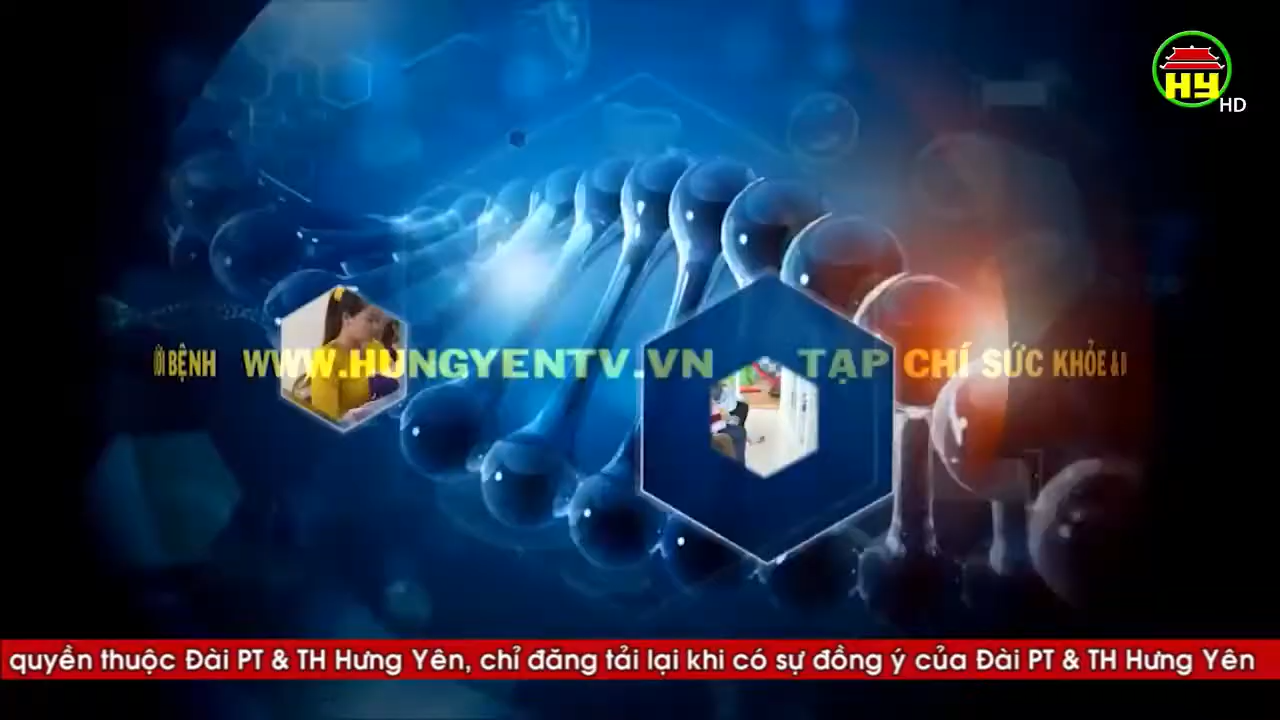 HY
HD
BỆNH WWW.HUNGYENTV.VN TẠP CHÍ SỨC KHỎE &
quyền thuộc Đài PT & TH Hưng Yên, chỉ đăng tải lại khi có sự đồng ý của Đài PT & TH Hưng Yên